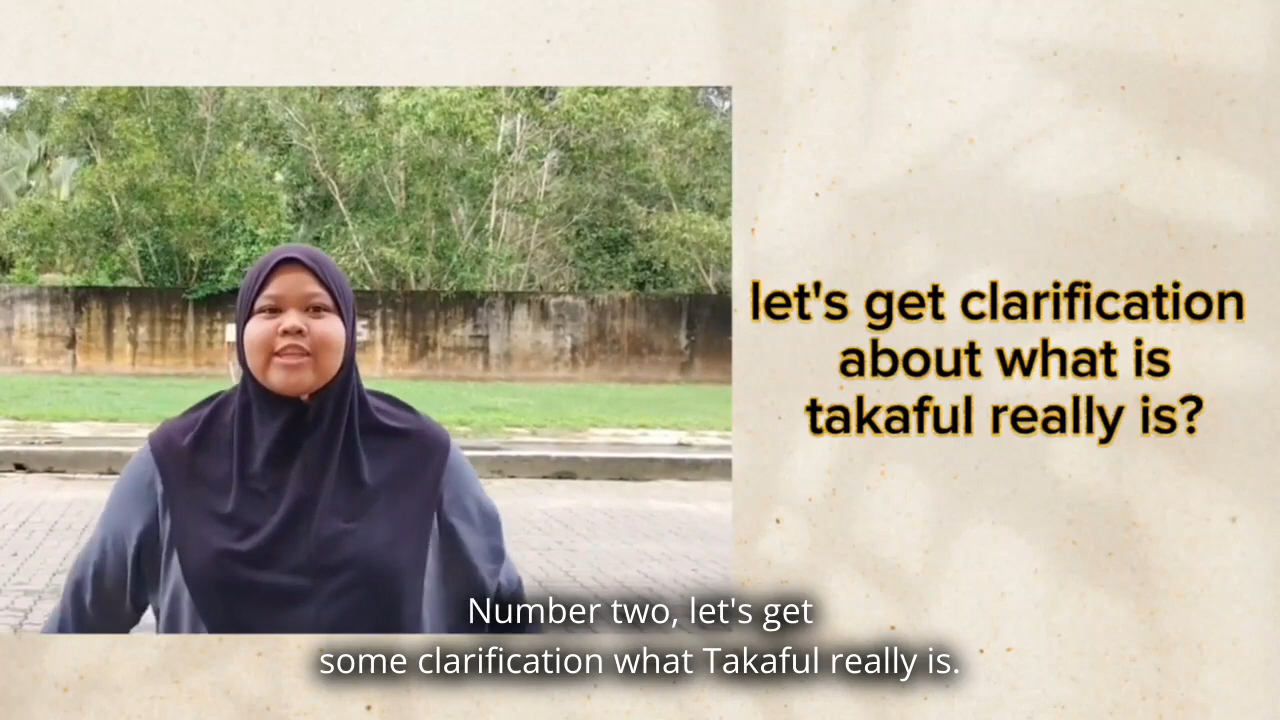 let's get clarification
about what is
takaful really is?
Number two, let's get
some clarification what Takaful really is.